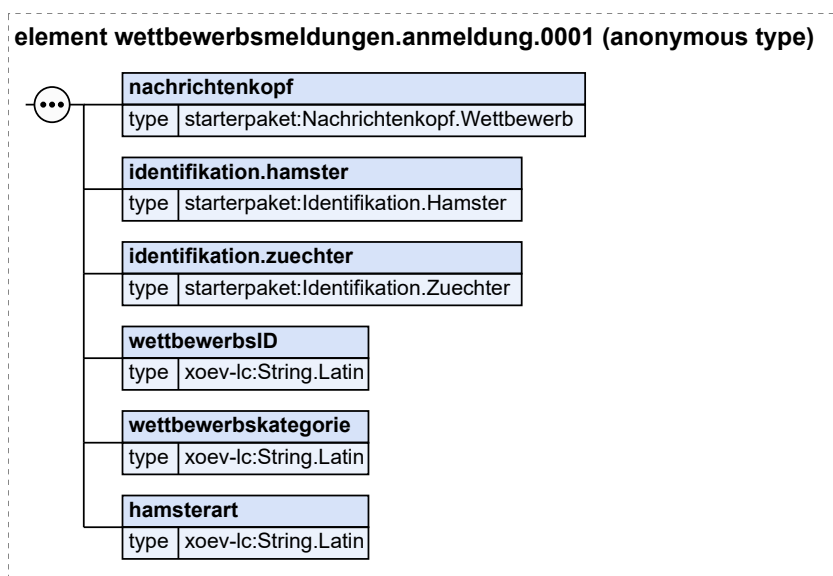 element wettbewerbsmeldungen.anmeldung.0001 (anonymous type)
nachrichtenkopf
type starterpaket:Nachrichtenkopf.Wettbewerb
identifikation.hamster
type starterpaket:Identifikation.Hamster
identifikation.zuechter
type starterpaket:Identifikation.Zuechter
wettbewerbsID
type xoev-lc:String.Latin
wettbewerbskategorie
type xoev-lc:String.Latin
hamsterart
type xoev-lc:String.Latin